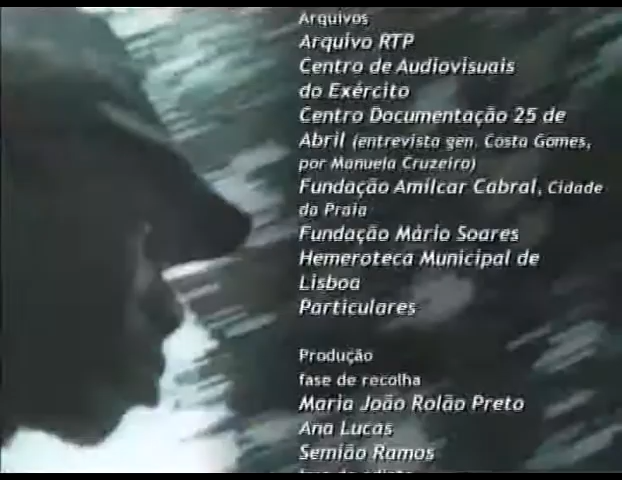 Arquivos
Arquivo RTP
Centro de Audiovisuais
do Exército
Centro Documentação 25 de
Abril (entrevista gen. Costa Gomes,
por Manuela Cruzeiro)
Fundação Amilcar Cabral, Cidade
da Praia
Fundação Mário Soares
Hemeroteca Municipal de
Lisboa
Particulares
Produção
fase de recolha
Maria João Rolão Preto
Ana Lucas
Semião Ramos